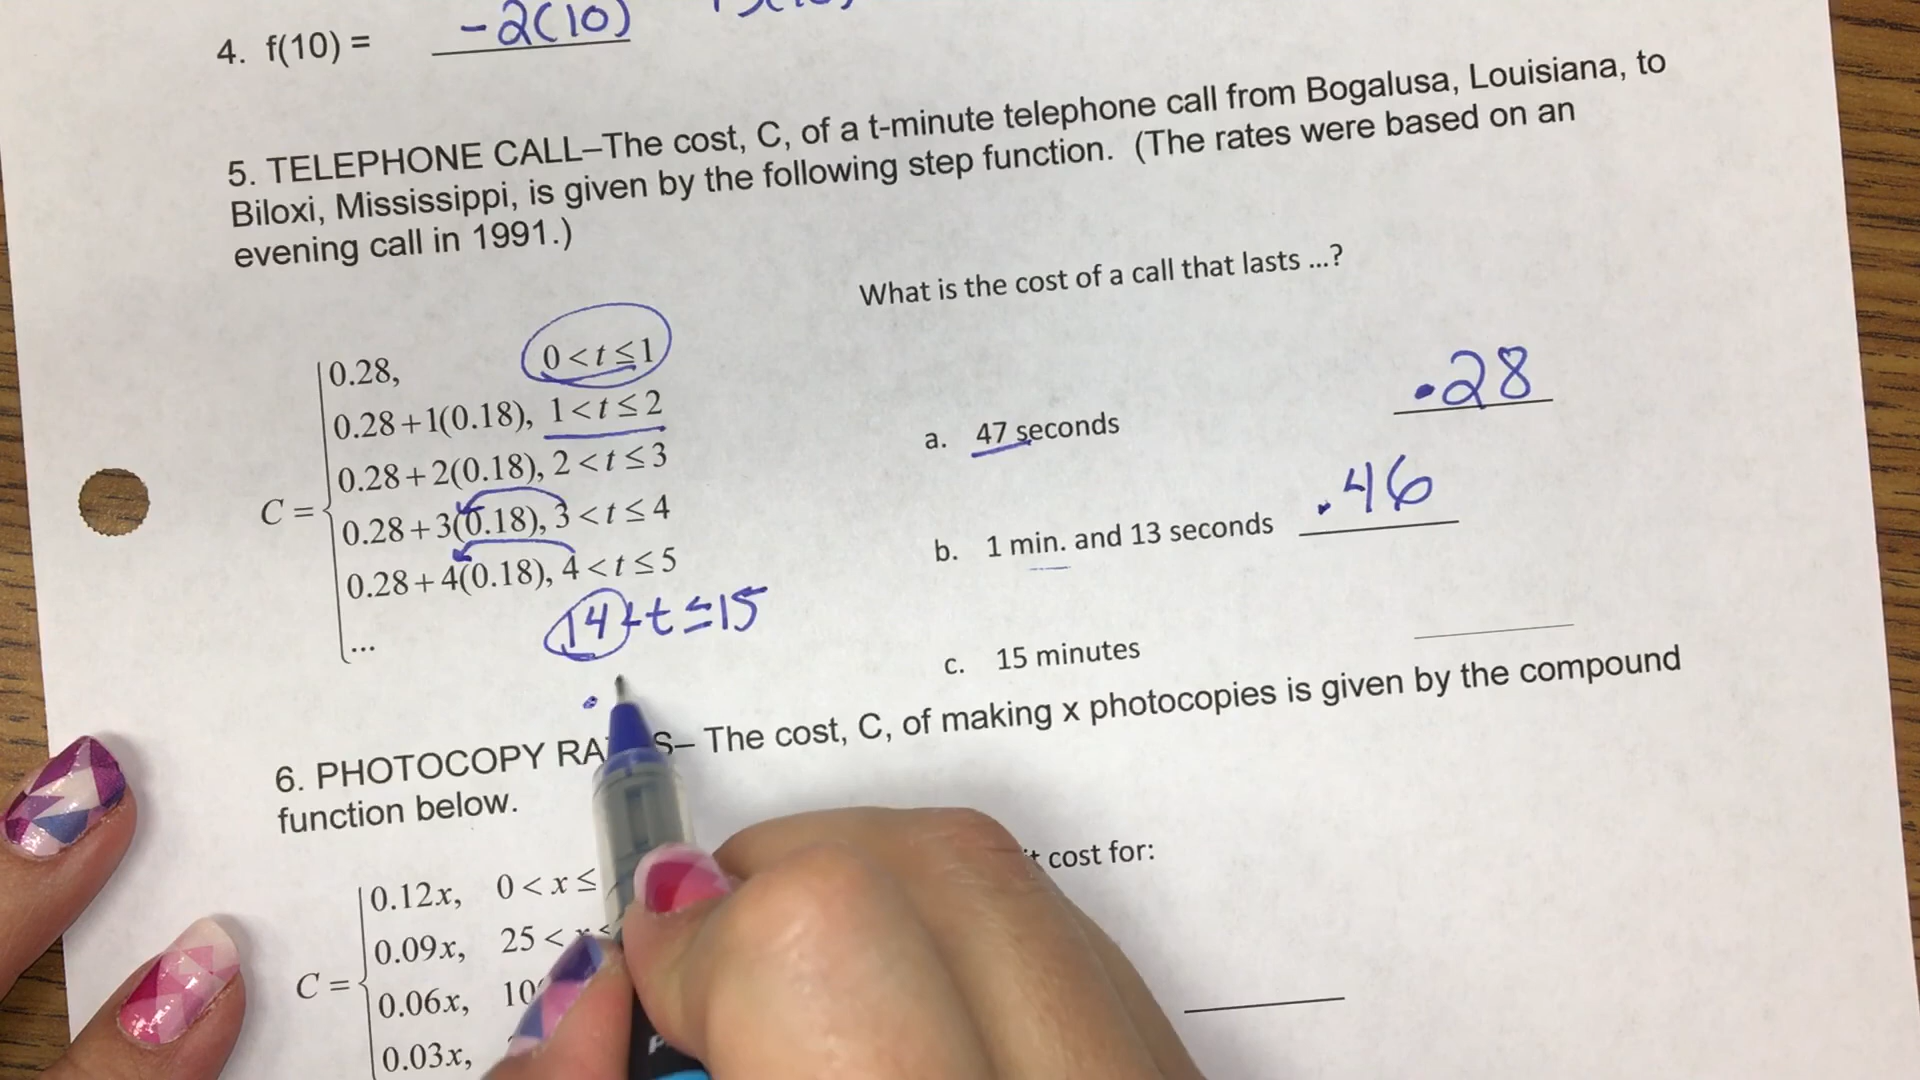 4. f(10) = -2(10)
5. TELEPHONE CALL–The cost, C, of a t-minute telephone call from Bogalusa, Louisiana, to
Biloxi, Mississippi, is given by the following step function. (The rates were based on an
evening call in 1991.)
What is the cost of a call that lasts ...?
0.28, 0 < t ≤ 1
0.28 + 1(0.18), 1 < t ≤ 2
0.28 + 2(0.18), 2 < t ≤ 3
C =
0.28 + 3(0.18), 3 < t ≤ 4
0.28 + 4(0.18), 4 < t ≤ 5
...
14 < t ≤ 15
a. 47 seconds .28
b. 1 min. and 13 seconds .46
c. 15 minutes
6. PHOTOCOPY – The cost, C, of making x photocopies is given by the compound
function below.
cost for:
0.12x, 0 < x ≤
0.09x, 25 <
C =
0.06x,
0.03x,